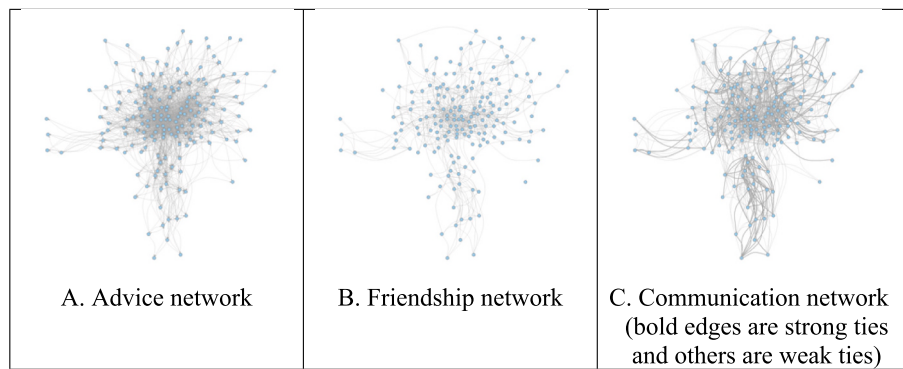 A. Advice network
B. Friendship network
C. Communication network
(bold edges are strong ties
and others are weak ties)